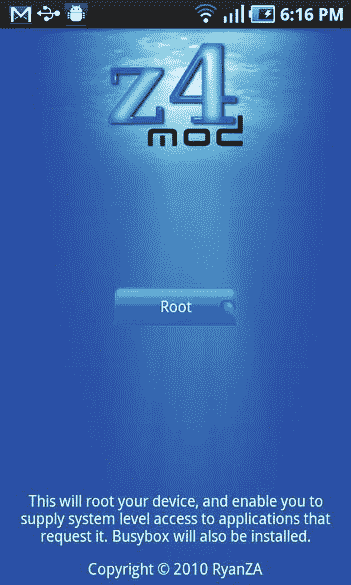 6:16 PM
z4
mod
Root
This will root your device, and enable you to
supply system level access to applications that
request it. Busybox will also be installed.
Copyright © 2010 RyanZA